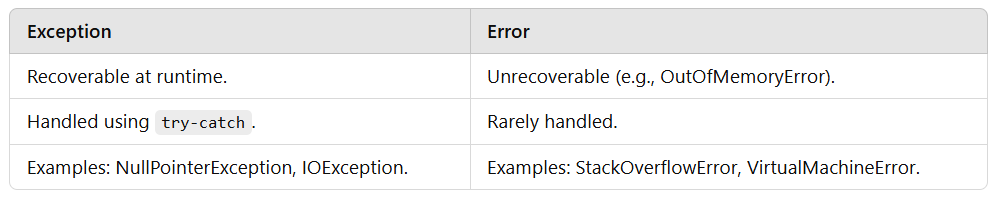 Exception Error
Recoverable at runtime. Unrecoverable (e.g., OutOfMemoryError).
Handled using try-catch. Rarely handled.
Examples: NullPointerException, IOException. Examples: StackOverflowError, VirtualMachineError.